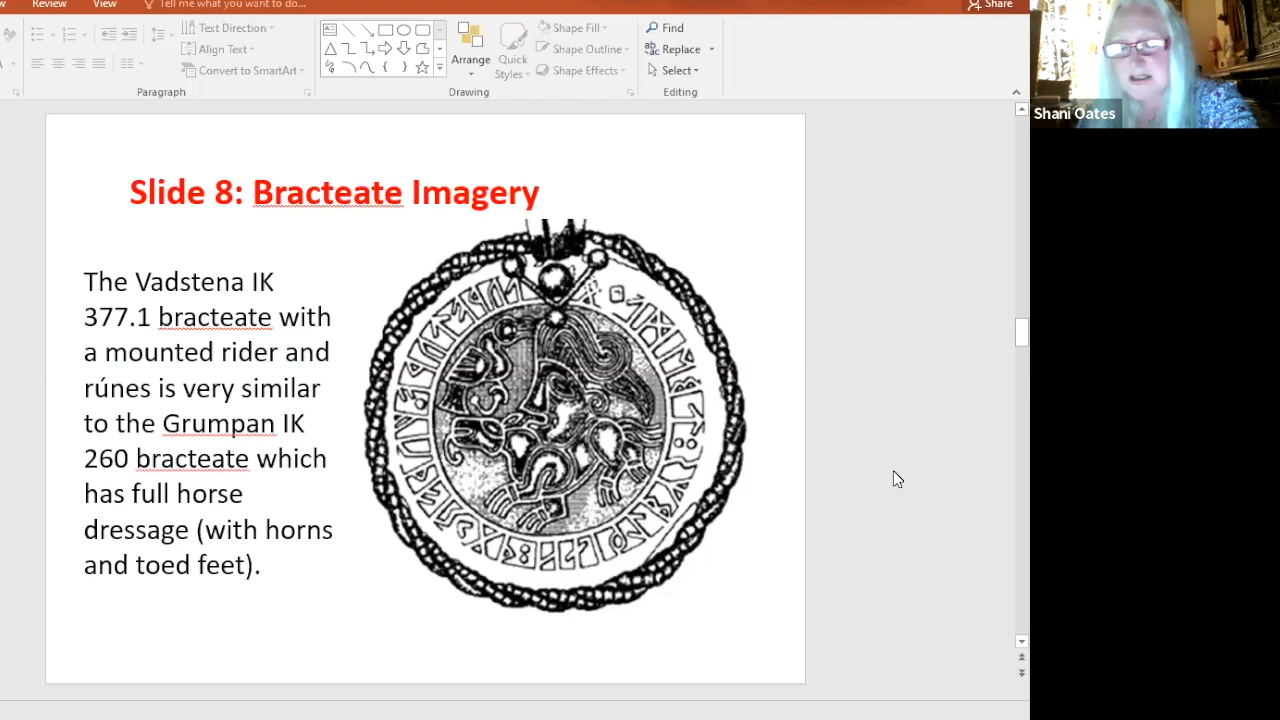 Review View Tell me what you want to do... Share
Text Direction
Align Text
Convert to SmartArt
Arrange
Quick
Styles
Shape Fill
Shape Outline
Shape Effects
Find
Replace
Select
Paragraph Drawing Editing
Shani Oates
Slide 8: Bracteate Imagery
The Vadstena IK
377.1 bracteate with
a mounted rider and
rúnes is very similar
to the Grumpan IK
260 bracteate which
has full horse
dressage (with horns
and toed feet).